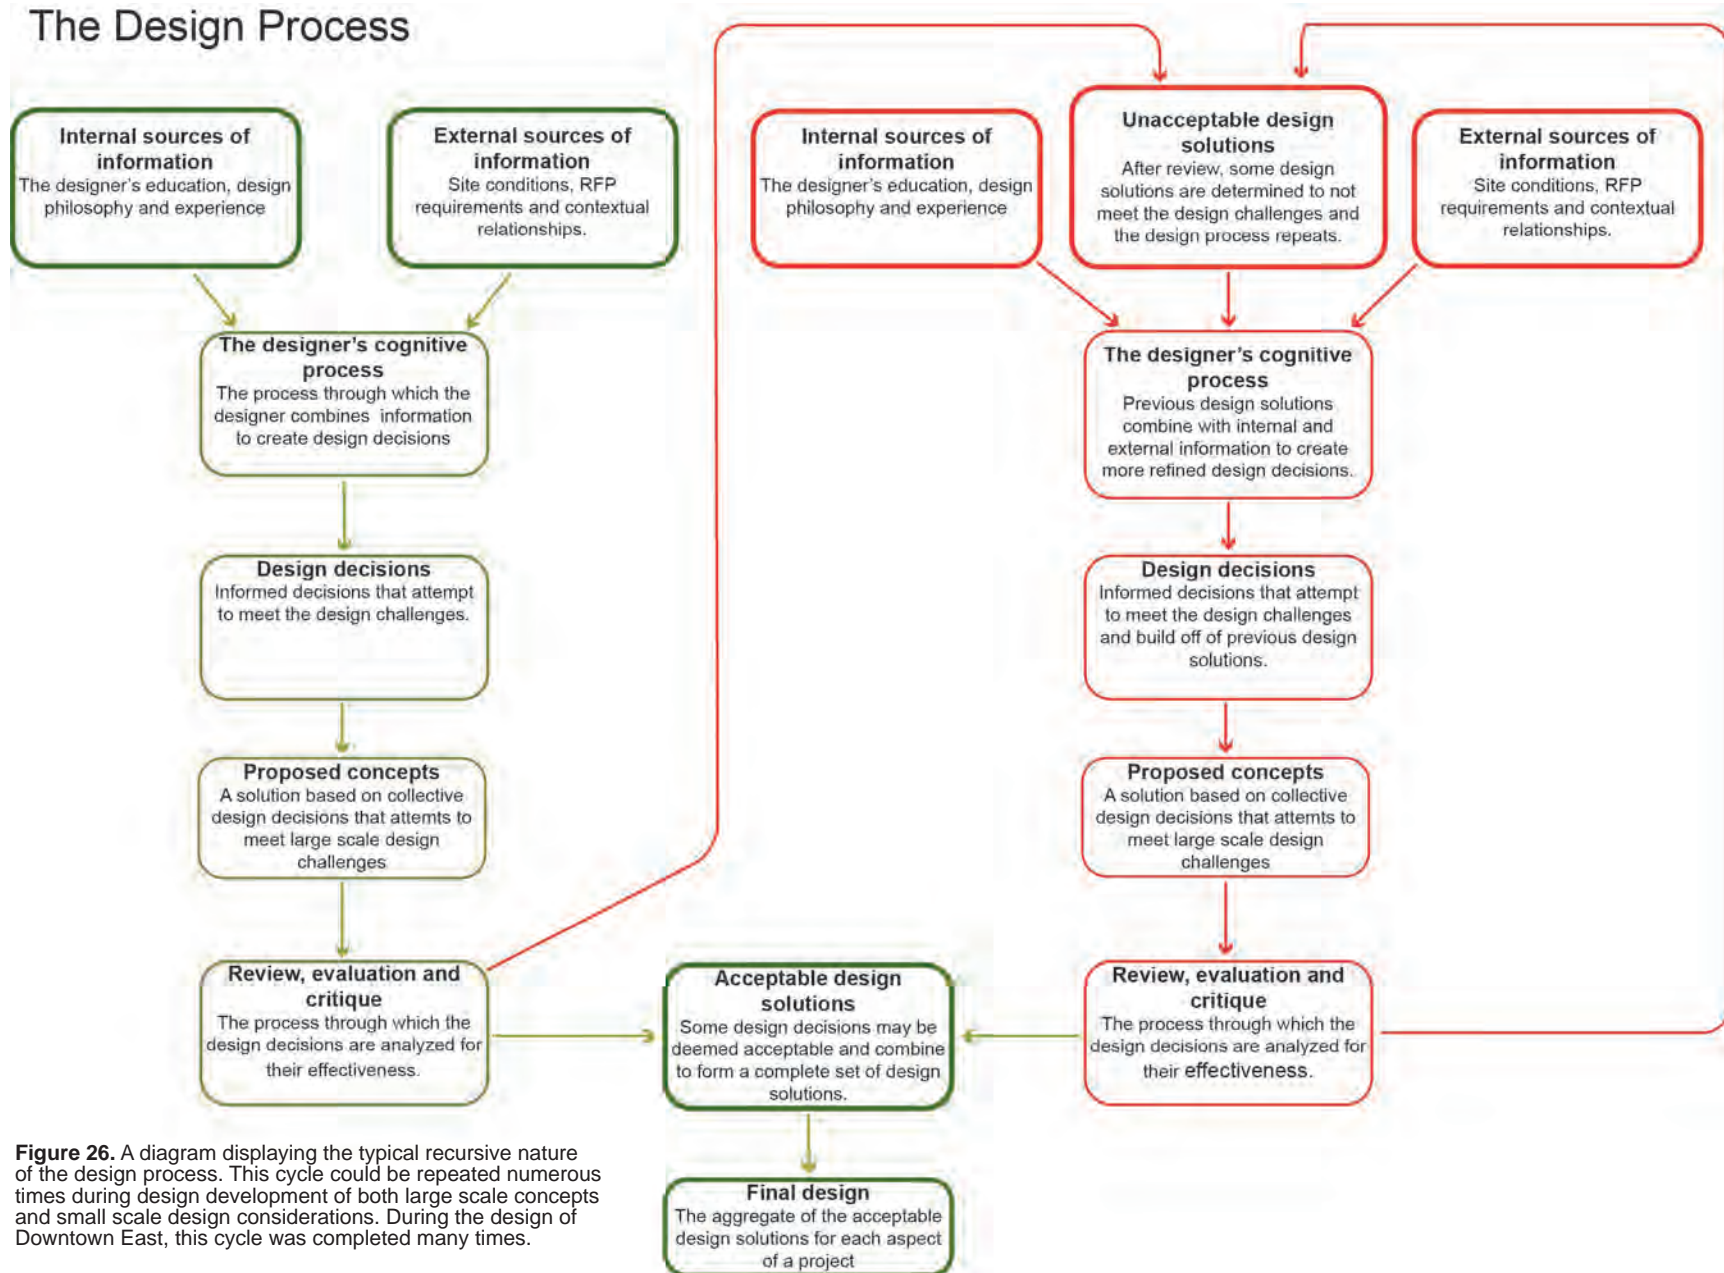 The Design Process
Internal sources of
information
The designer's education, design
philosophy and experience
External sources of
information
Site conditions, RFP
requirements and contextual
relationships.
The designer's cognitive
process
The process through which the
designer combines information
to create design decisions
Design decisions
Informed decisions that attempt
to meet the design challenges.
Proposed concepts
A solution based on collective
design decisions that attemts to
meet large scale design
challenges
Review, evaluation and
critique
The process through which the
design decisions are analyzed for
their effectiveness.
Internal sources of
information
The designer's education, design
philosophy and experience
Unacceptable design
solutions
After review, some design
solutions are determined to not
meet the design challenges and
the design process repeats.
External sources of
information
Site conditions, RFP
requirements and contextual
relationships.
The designer's cognitive
process
Previous design solutions
combine with internal and
external information to create
more refined design decisions.
Design decisions
Informed decisions that attempt
to meet the design challenges
and build off of previous design
solutions.
Proposed concepts
A solution based on collective
design decisions that attemts to
meet large scale design
challenges
Review, evaluation and
critique
The process through which the
design decisions are analyzed for
their effectiveness.
Acceptable design
solutions
Some design decisions may be
deemed acceptable and combine
to form a complete set of design
solutions.
Final design
The aggregate of the acceptable
design solutions for each aspect
of a project
Figure 26. A diagram displaying the typical recursive nature
of the design process. This cycle could be repeated numerous
times during design development of both large scale concepts
and small scale design considerations. During the design of
Downtown East, this cycle was completed many times.